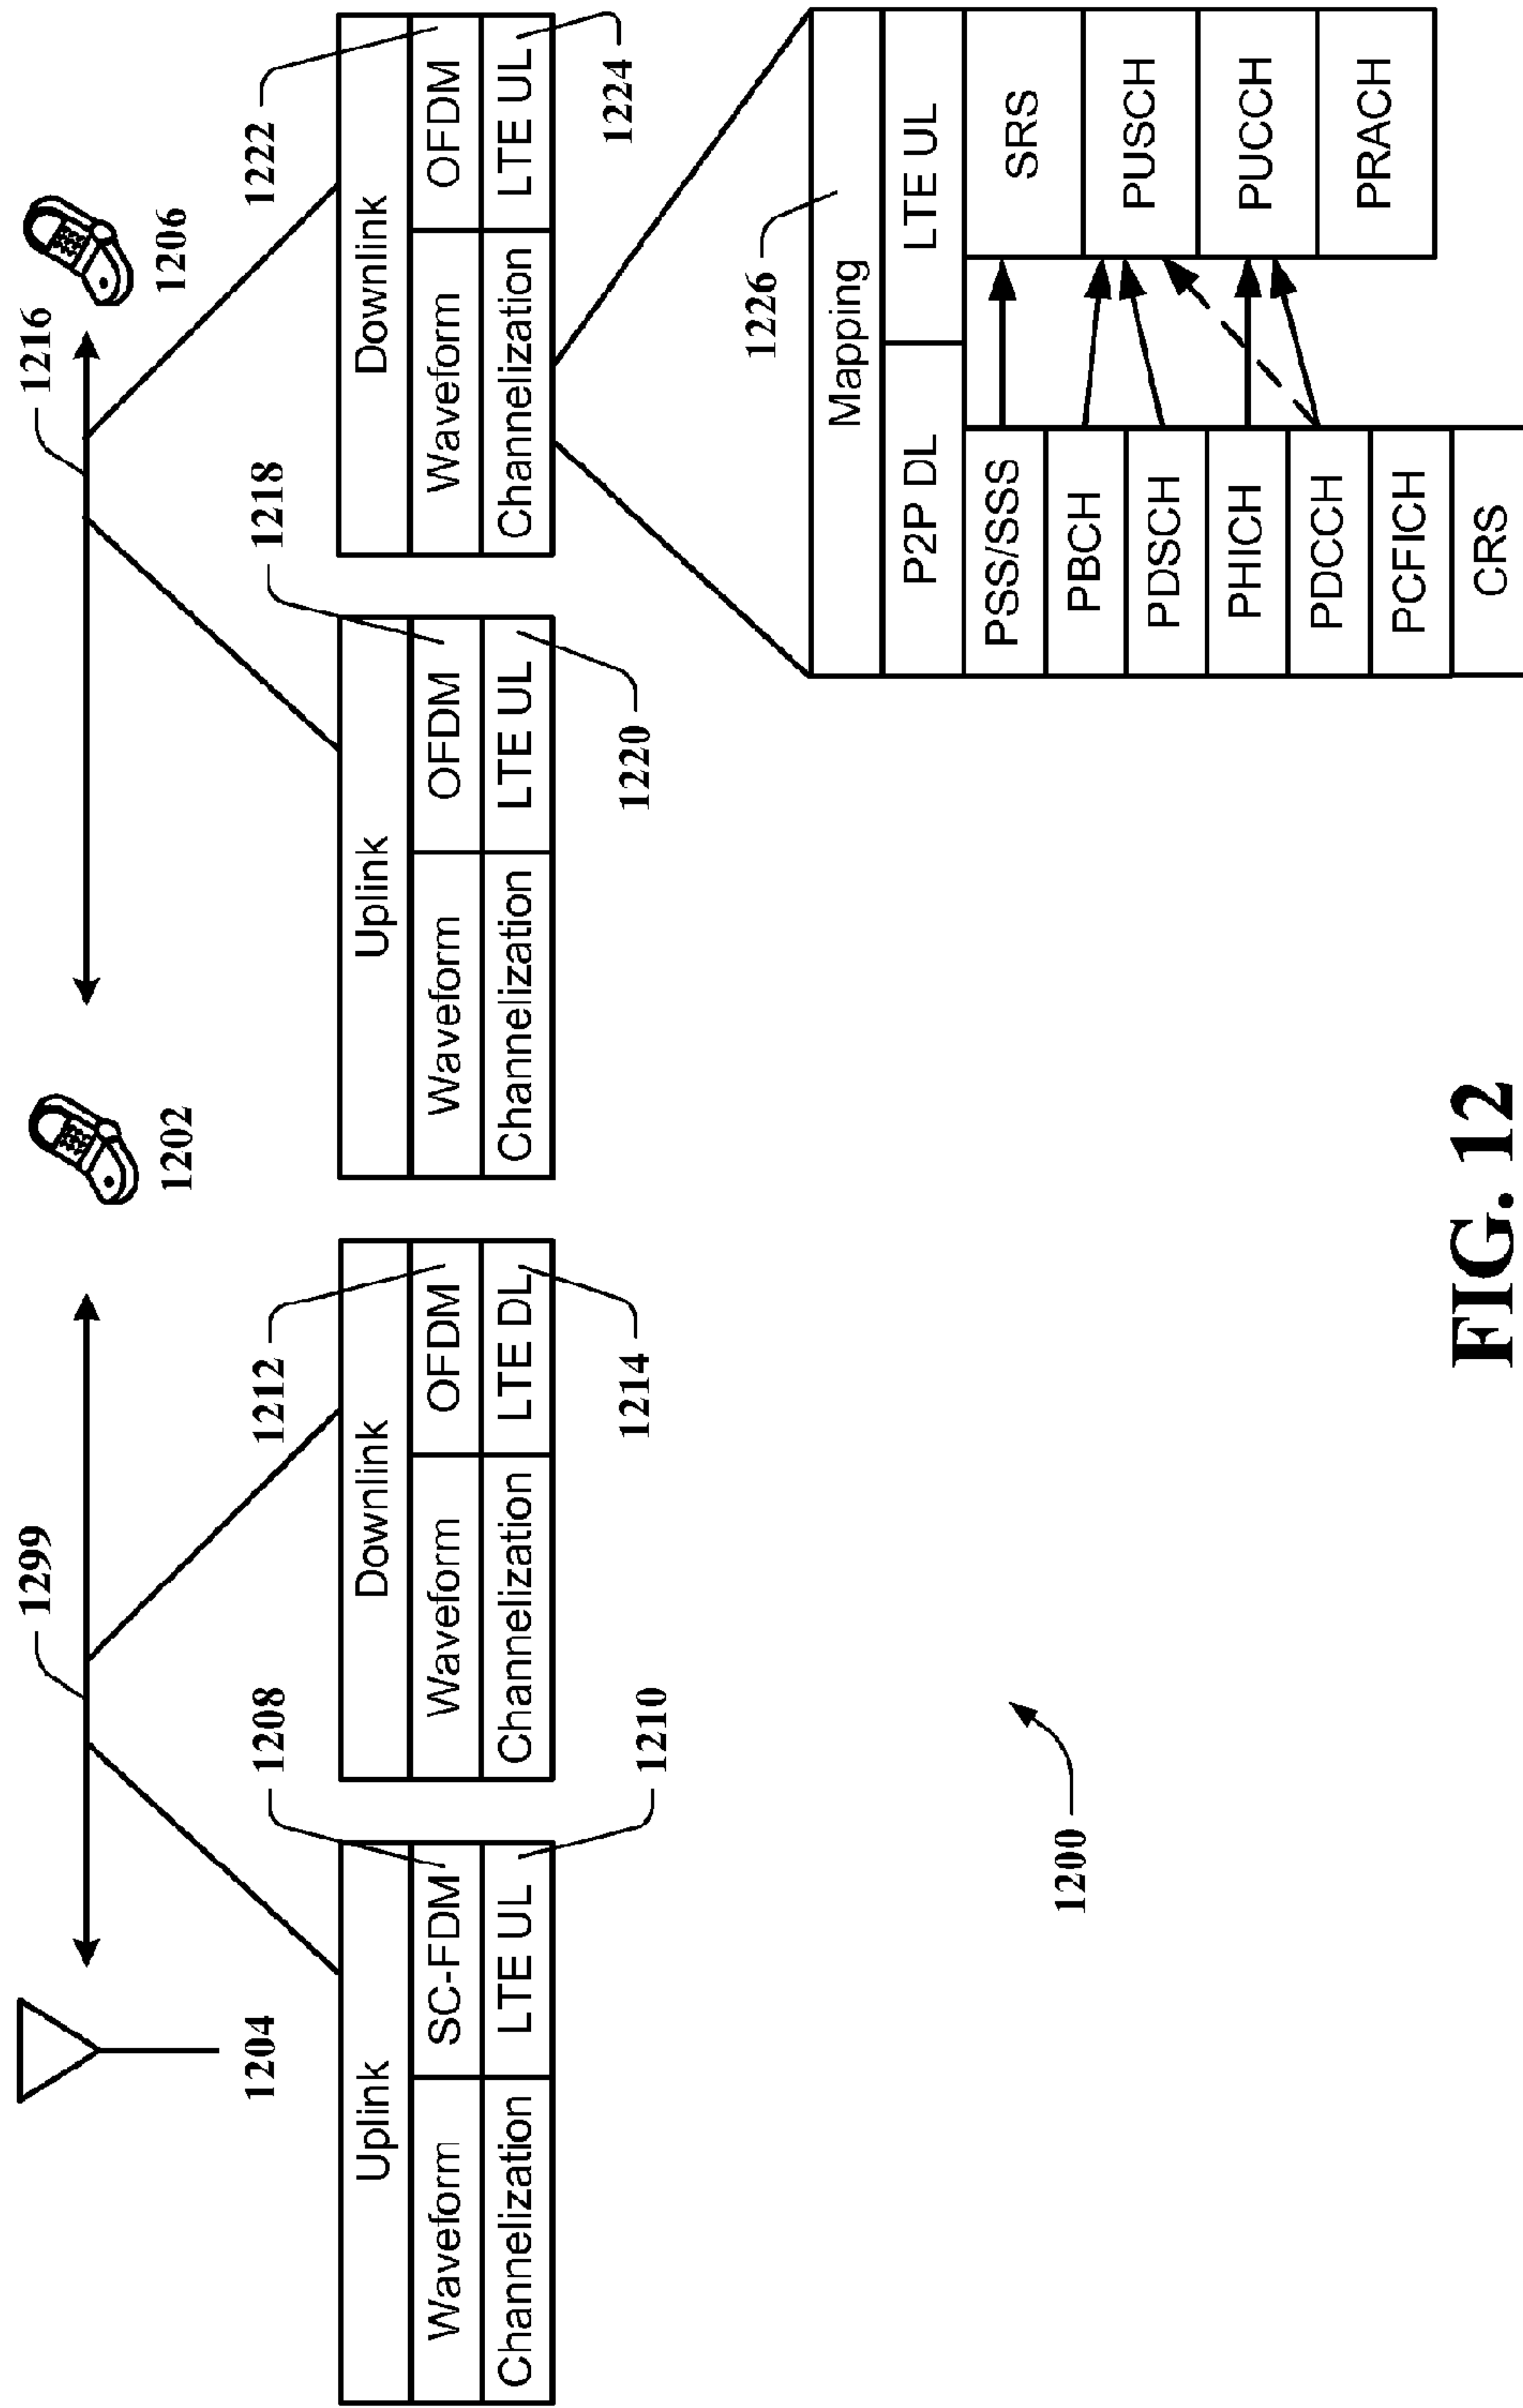 1299
1216
1204
1202
1206
1208
1212
1218
1222
Uplink
Waveform SC-FDM
Channelization LTE UL
Downlink
Waveform OFDM
Channelization LTE DL
Uplink
Waveform OFDM
Channelization LTE UL
Downlink
Waveform OFDM
Channelization LTE UL
1210
1214
1220
1224
1226
Mapping
P2P DL LTE UL
PSS/SSS
PBCH
PDSCH
PHICH
PDCCH
PCFICH
CRS
SRS
PUSCH
PUCCH
PRACH
1200
FIG. 12